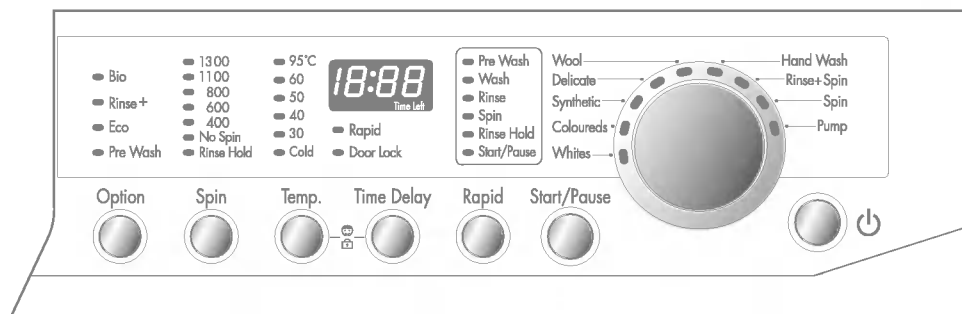 Bio
Rinse+
Eco
Pre Wash
1300
1100
800
600
400
No Spin
Rinse Hold
95°C
60
50
40
30
Cold
18:88
Time Left
Rapid
Door Lock
Pre Wash
Wash
Rinse
Spin
Rinse Hold
Start/Pause
Wool
Delicate
Synthetic
Coloureds
Whites
Hand Wash
Rinse+Spin
Spin
Pump
Option
Spin
Temp.
Time Delay
Rapid
Start/Pause